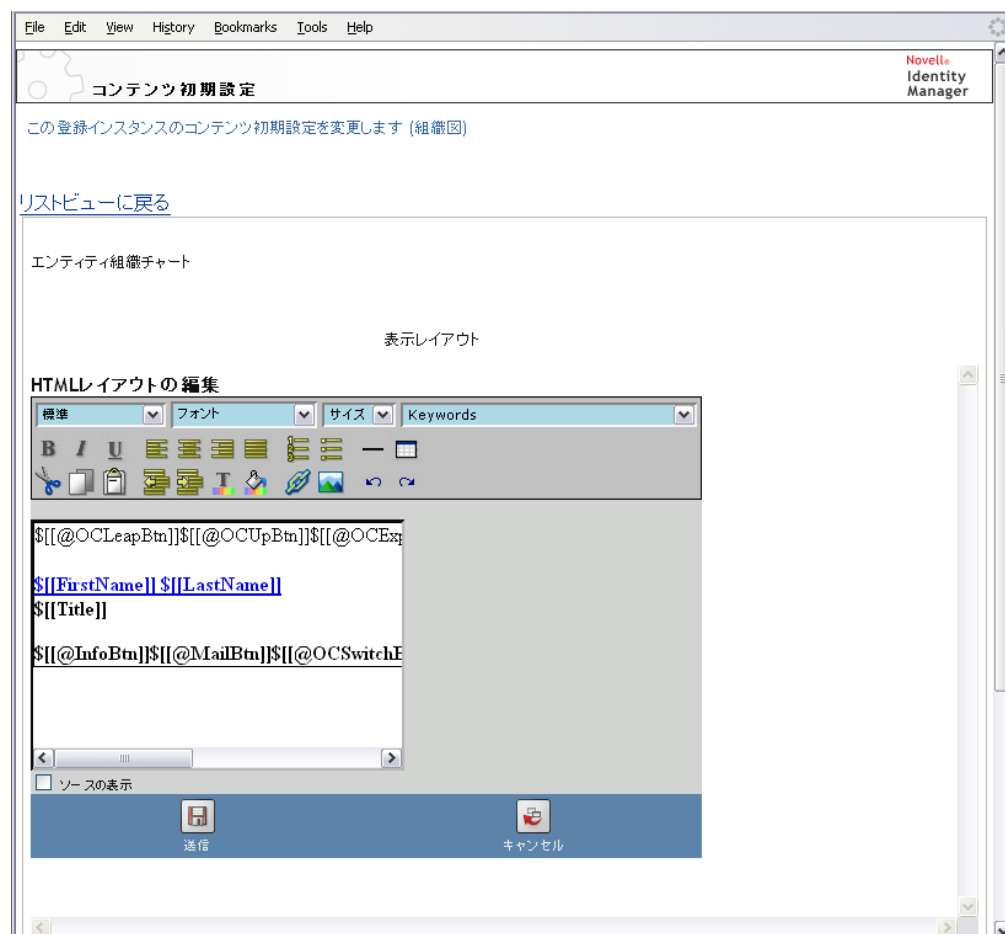 File Edit View History Bookmarks Tools Help
コンテンツ初期設定
Novell®
Identity
Manager
この登録インスタンスのコンテンツ初期設定を変更します (組織図)
リストビューに戻る
エンティティ組織チャート
表示レイアウト
HTMLレイアウトの編集
標準 フォント サイズ Keywords
B I U
T
$[[@OCLeapBtn]]$[[@OCUpBtn]]$[[@OCExp
$[[FirstName]] $[[LastName]]
$[[Title]]
$[[@InfoBtn]]$[[@MailBtn]]$[[@OCSwitchB
ソースの表示
送信 キャンセル